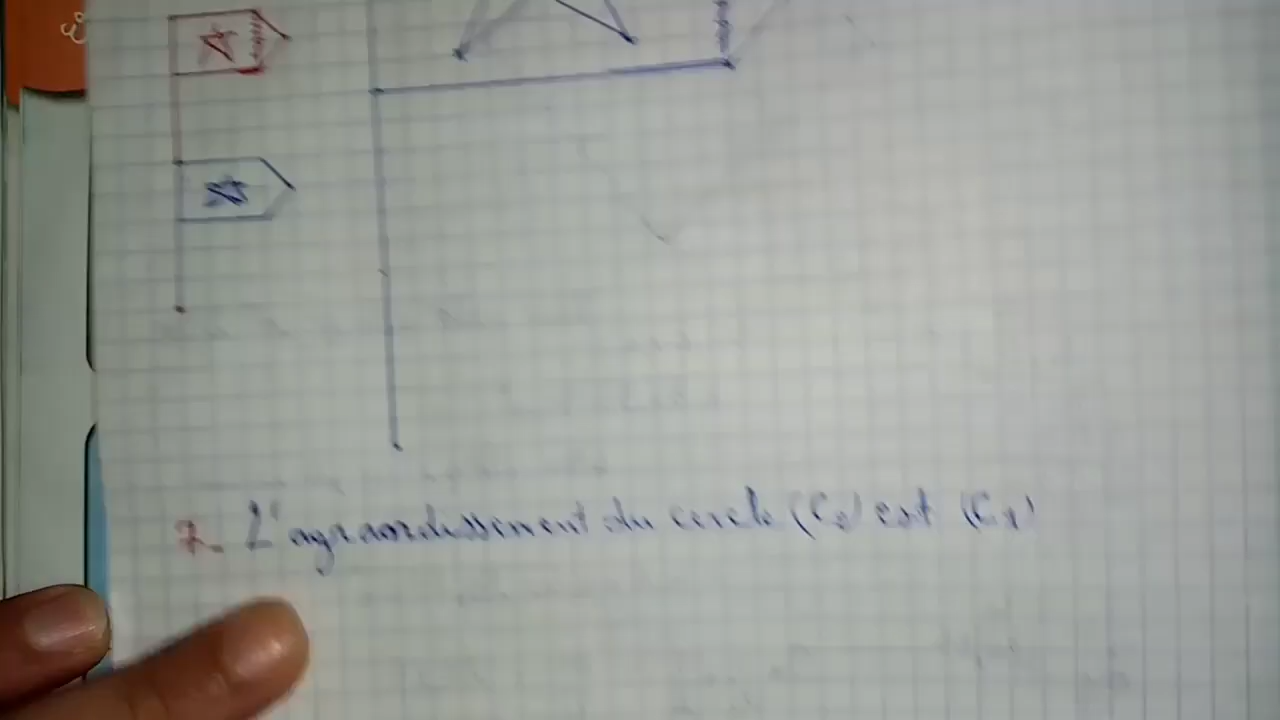 2. L'agrandissement du cercle (C2) est (C1)